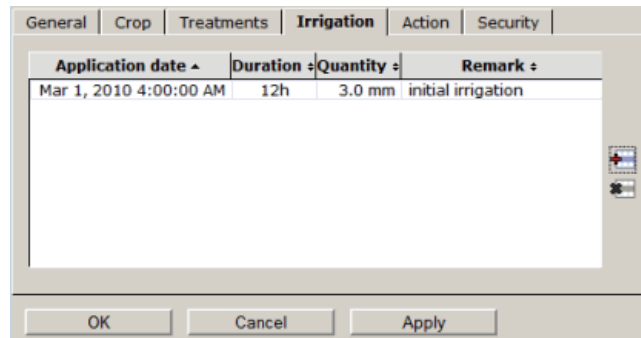 General Crop Treatments Irrigation Action Security
Application date Duration Quantity Remark
Mar 1, 2010 4:00:00 AM 12h 3.0 mm initial irrigation
OK Cancel Apply